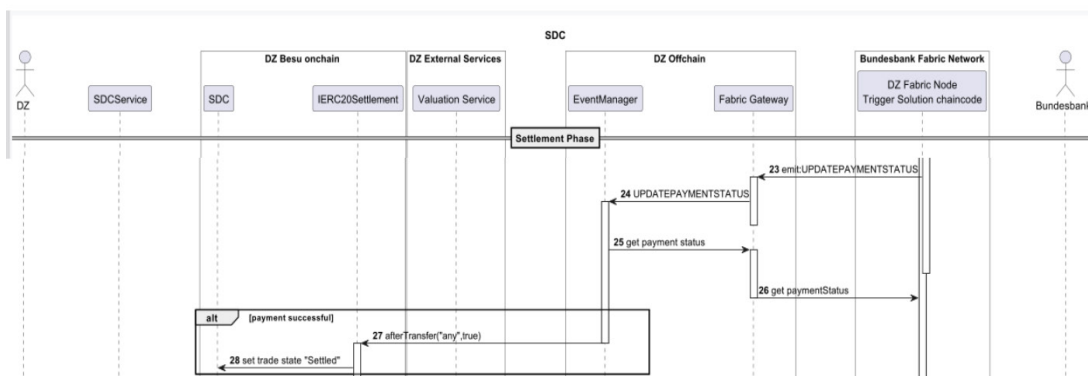 SDC
DZ Besu onchain
DZ External Services
DZ Offchain
Bundesbank Fabric Network
DZ
SDCService
SDC
IERC20Settlement
Valuation Service
EventManager
Fabric Gateway
DZ Fabric Node
Trigger Solution chaincode
Bundesbank
Settlement Phase
23 emit:UPDATEPAYMENTSTATUS
24 UPDATEPAYMENTSTATUS
25 get payment status
26 get paymentStatus
alt [payment successful]
27 afterTransfer("any",true)
28 set trade state "Settled"